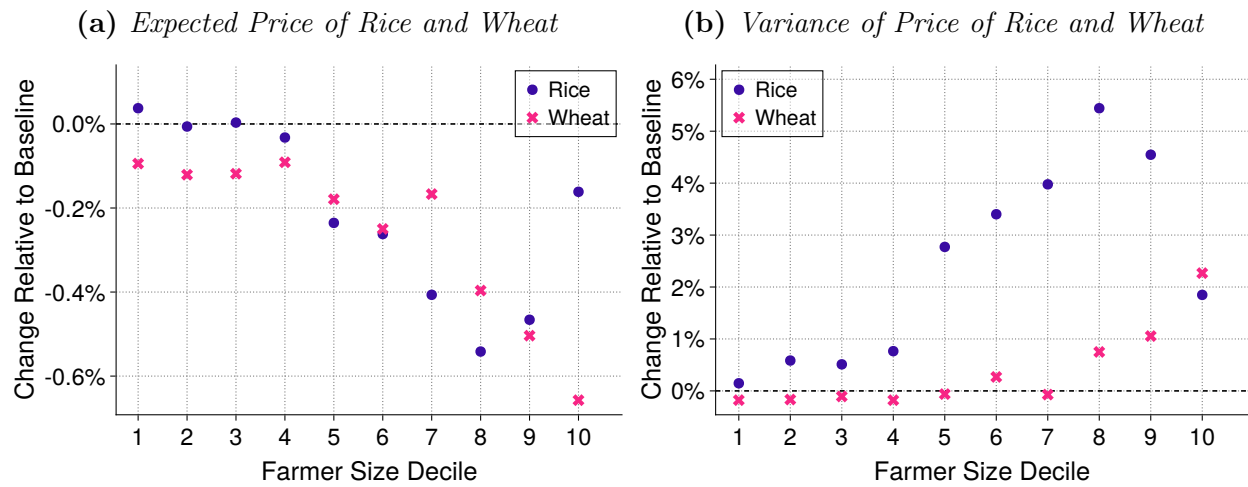 (a) Expected Price of Rice and Wheat
Change Relative to Baseline
0.0%
-0.2%
-0.4%
-0.6%
Rice
Wheat
1 2 3 4 5 6 7 8 9 10
Farmer Size Decile
(b) Variance of Price of Rice and Wheat
Change Relative to Baseline
6%
5%
4%
3%
2%
1%
0%
Rice
Wheat
1 2 3 4 5 6 7 8 9 10
Farmer Size Decile